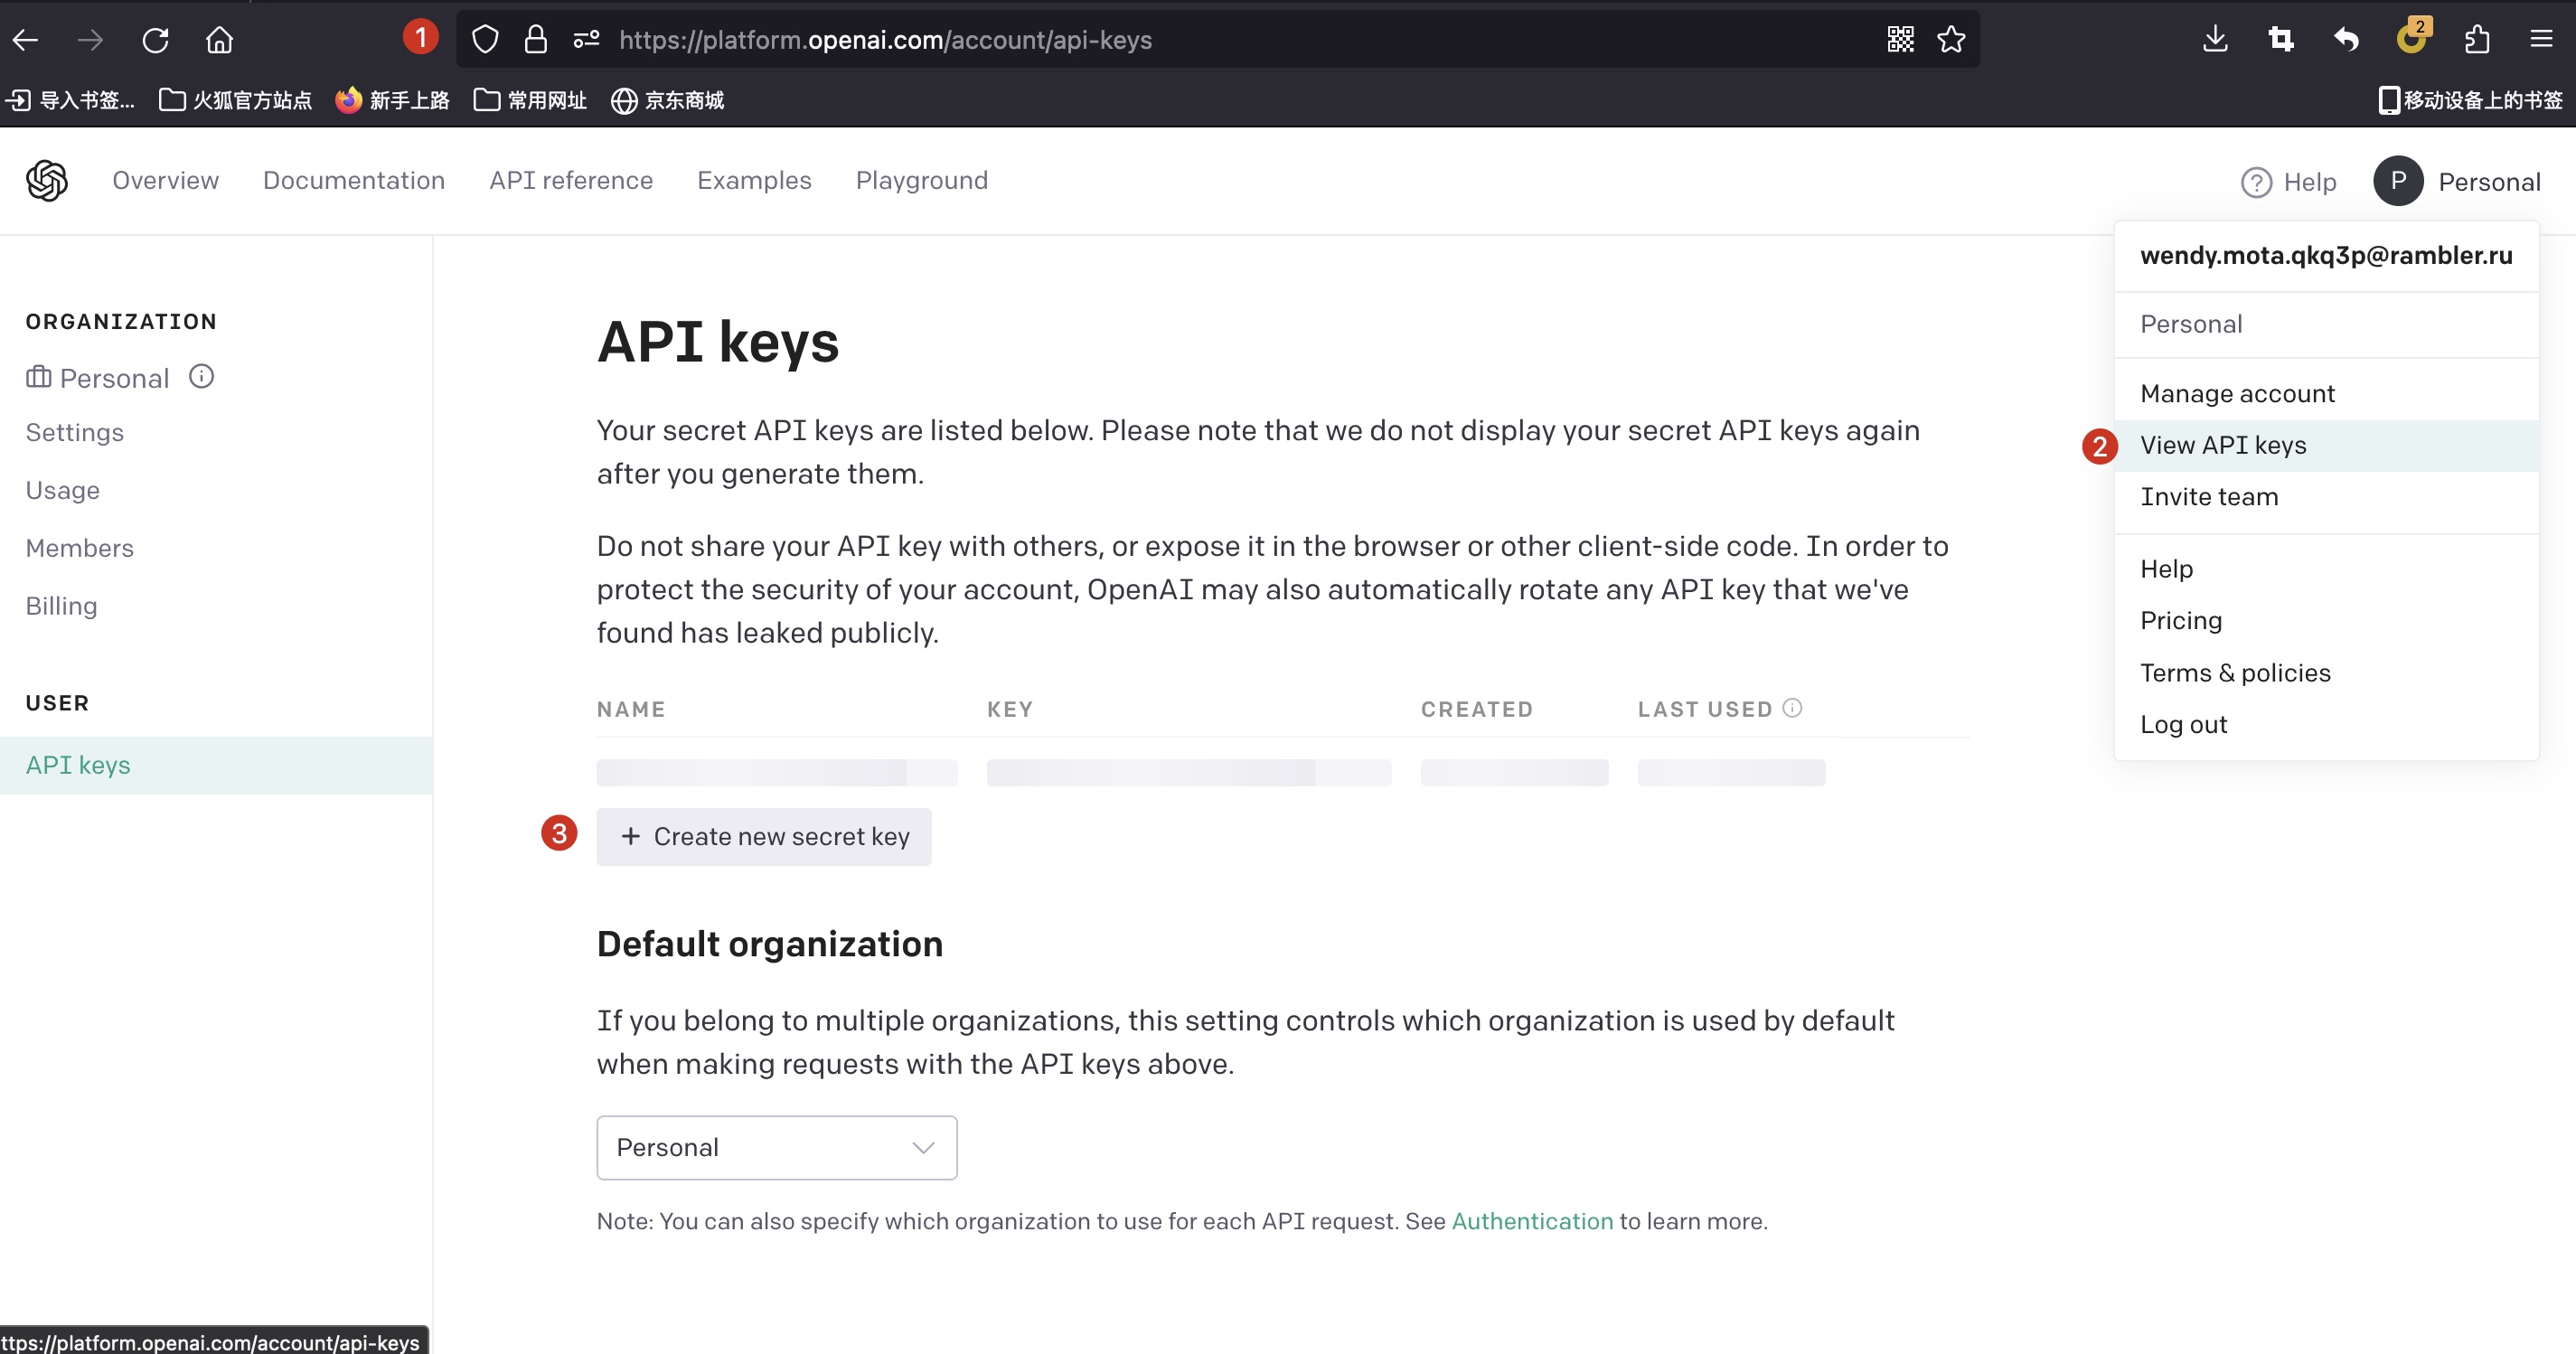 1
https://platform.openai.com/account/api-keys
2
导入书签...
火狐官方站点
新手上路
常用网址
京东商城
移动设备上的书签
Overview
Documentation
API reference
Examples
Playground
Help
P
Personal
ORGANIZATION
Personal
Settings
Usage
Members
Billing
USER
API keys
API keys
Your secret API keys are listed below. Please note that we do not display your secret API keys again
after you generate them.
Do not share your API key with others, or expose it in the browser or other client-side code. In order to
protect the security of your account, OpenAI may also automatically rotate any API key that we've
found has leaked publicly.
NAME
KEY
CREATED
LAST USED
3
+ Create new secret key
Default organization
If you belong to multiple organizations, this setting controls which organization is used by default
when making requests with the API keys above.
Personal
Note: You can also specify which organization to use for each API request. See Authentication to learn more.
wendy.mota.qkq3p@rambler.ru
Personal
Manage account
2
View API keys
Invite team
Help
Pricing
Terms & policies
Log out
ttps://platform.openai.com/account/api-keys